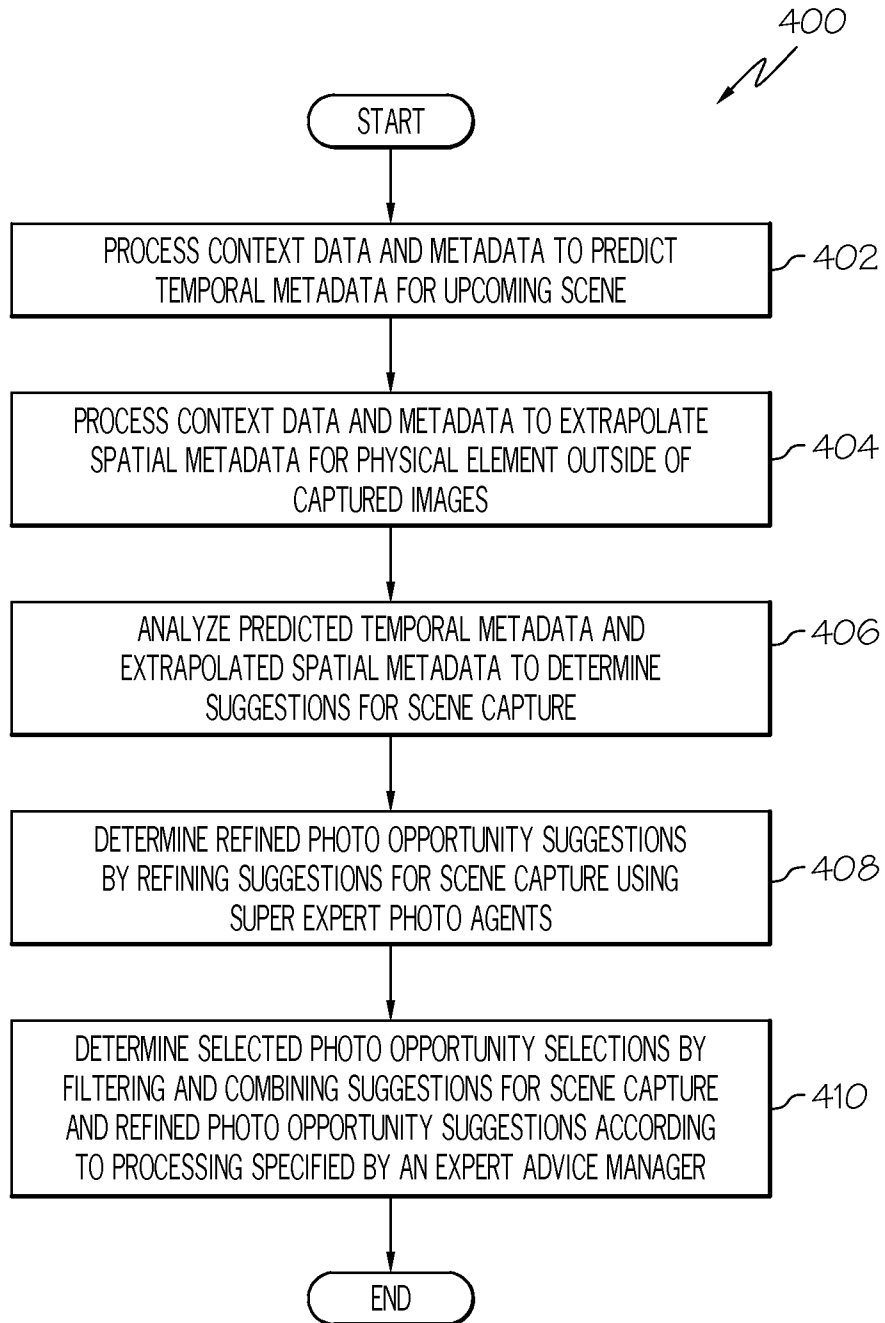 400
START
PROCESS CONTEXT DATA AND METADATA TO PREDICT
TEMPORAL METADATA FOR UPCOMING SCENE
402
PROCESS CONTEXT DATA AND METADATA TO EXTRAPOLATE
SPATIAL METADATA FOR PHYSICAL ELEMENT OUTSIDE OF
CAPTURED IMAGES
404
ANALYZE PREDICTED TEMPORAL METADATA AND
EXTRAPOLATED SPATIAL METADATA TO DETERMINE
SUGGESTIONS FOR SCENE CAPTURE
406
DETERMINE REFINED PHOTO OPPORTUNITY SUGGESTIONS
BY REFINING SUGGESTIONS FOR SCENE CAPTURE USING
SUPER EXPERT PHOTO AGENTS
408
DETERMINE SELECTED PHOTO OPPORTUNITY SELECTIONS BY
FILTERING AND COMBINING SUGGESTIONS FOR SCENE CAPTURE
AND REFINED PHOTO OPPORTUNITY SUGGESTIONS ACCORDING
TO PROCESSING SPECIFIED BY AN EXPERT ADVICE MANAGER
410
END